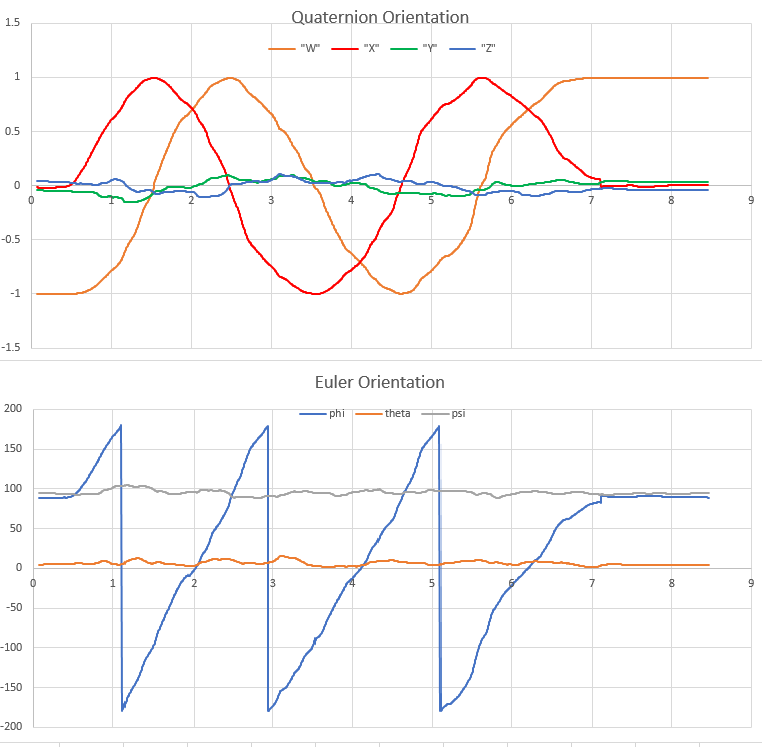 Quaternion Orientation
1.5
"W" "X" "Y" "Z"
1
0.5
0
0 1 2 3 4 5 6 7 8 9
-0.5
-1
-1.5
Euler Orientation
200
phi theta psi
150
100
50
0
0 1 2 3 4 5 6 7 8 9
-50
-100
-150
-200